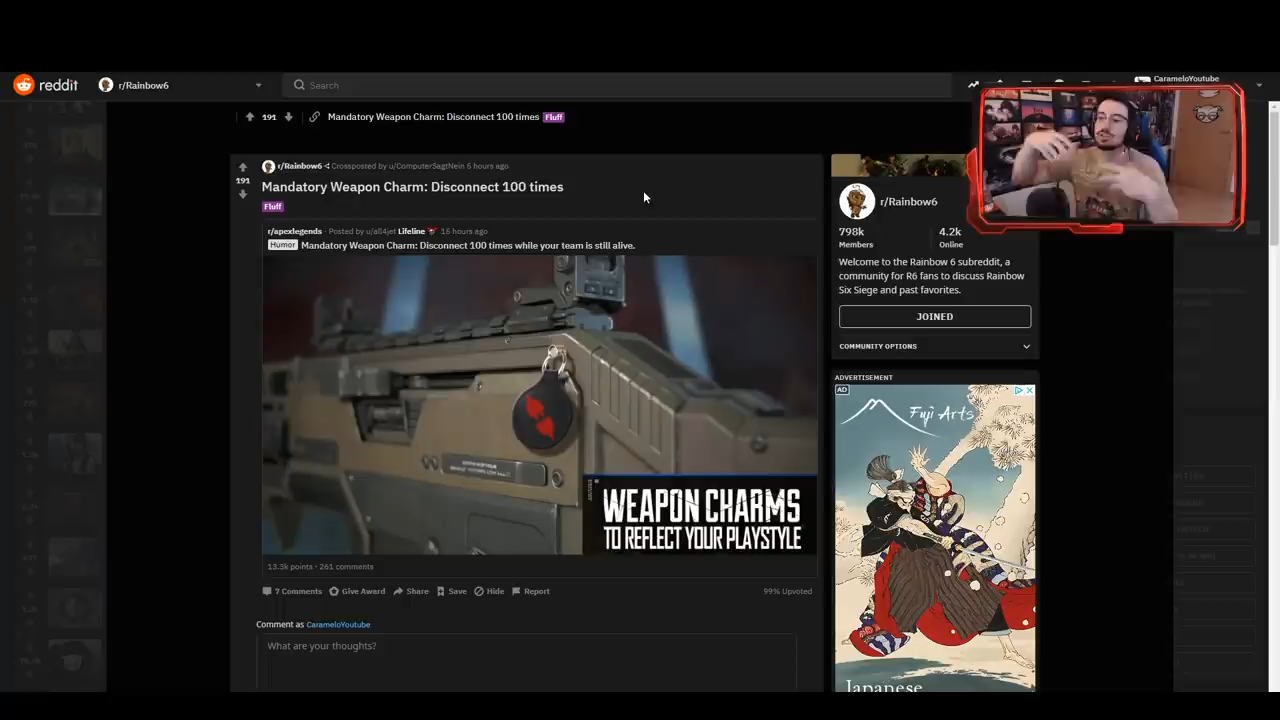 reddit
r/Rainbow6
Search
CarameloYoutube
191
Mandatory Weapon Charm: Disconnect 100 times Fluff
r/Rainbow6 Crossposted by u/ComputerSagtNein 6 hours ago
191
Mandatory Weapon Charm: Disconnect 100 times
Fluff
r/apexlegends · Posted by u/all4jet Lifeline 15 hours ago
Humor Mandatory Weapon Charm: Disconnect 100 times while your team is still alive.
WEAPON CHARMS
TO REFLECT YOUR PLAYSTYLE
13.3k points · 261 comments
7 Comments Give Award Share Save Hide Report 99% Upvoted
Comment as CarameloYoutube
What are your thoughts?
r/Rainbow6
798k 4.2k
Members Online
Welcome to the Rainbow 6 subreddit, a
community for R6 fans to discuss Rainbow
Six Siege and past favorites.
JOINED
COMMUNITY OPTIONS
ADVERTISEMENT
AD
Fuji Arts
Japanese